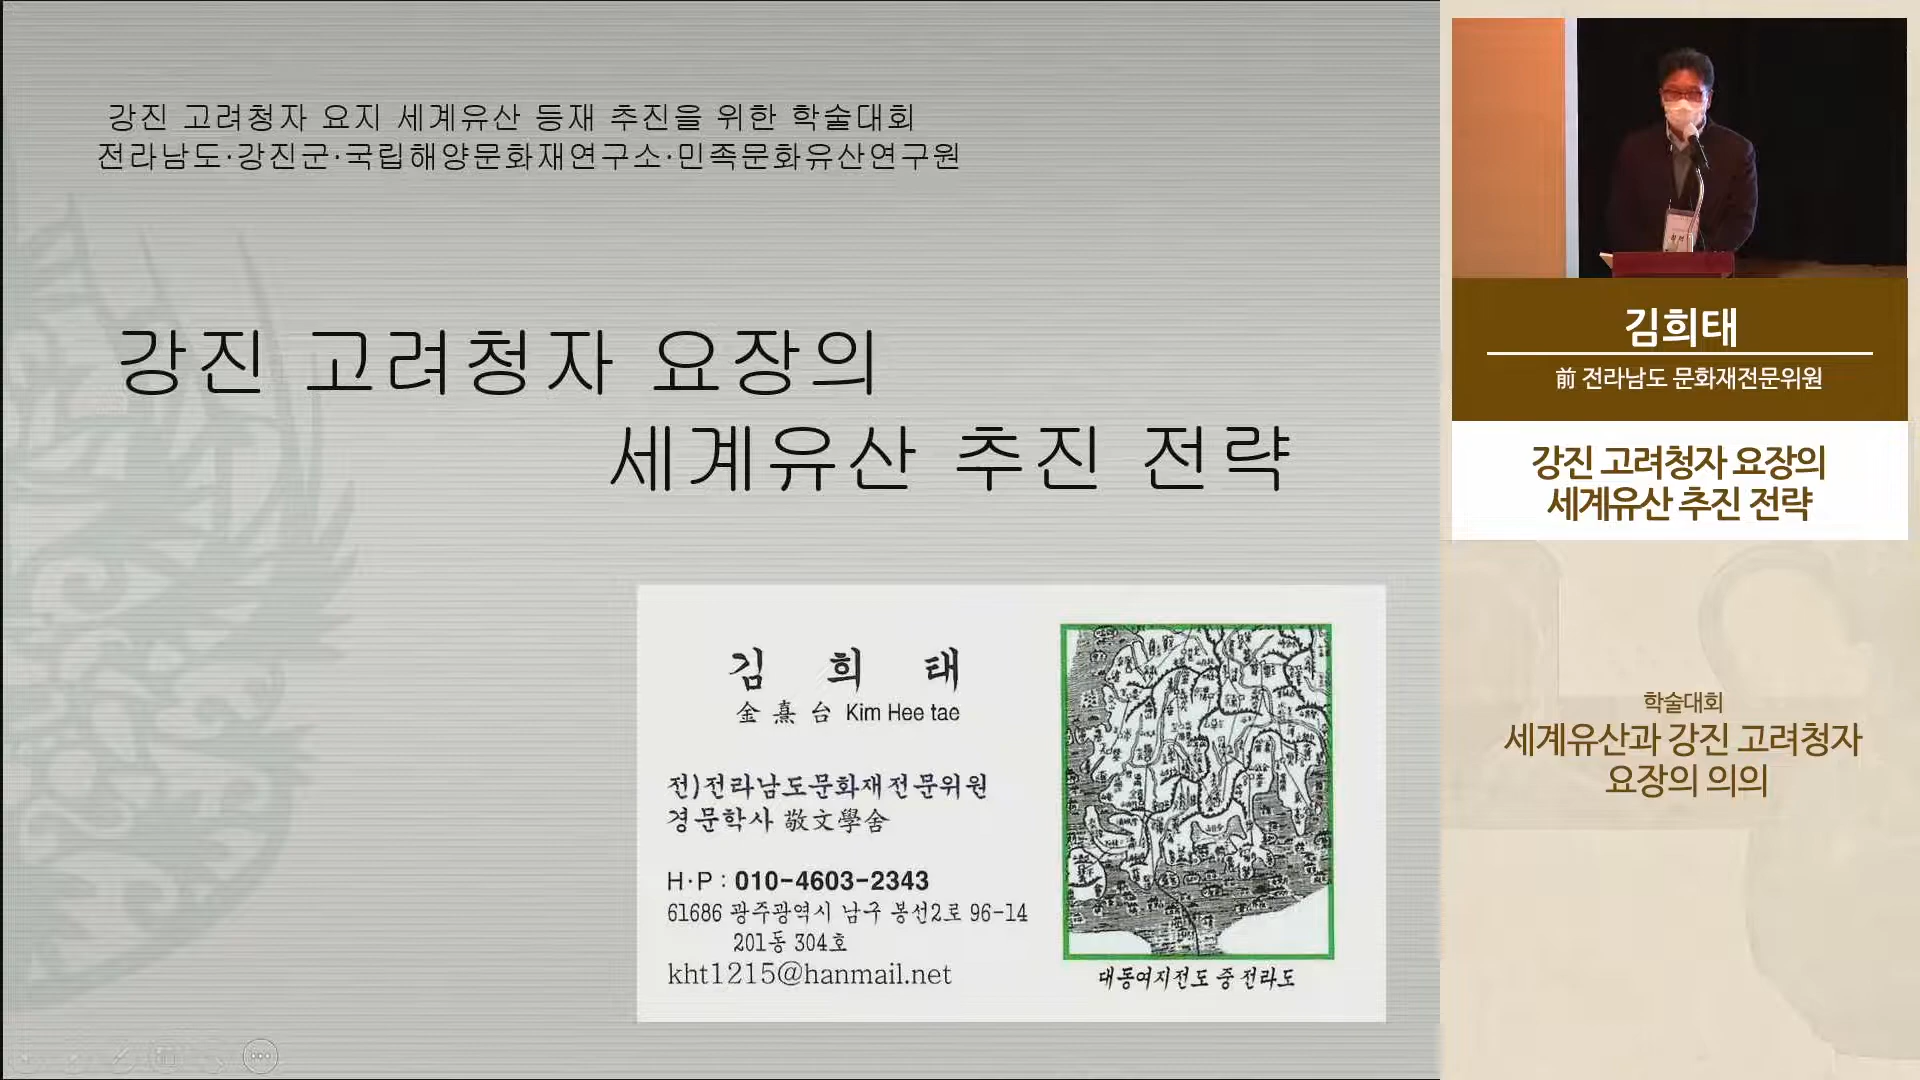 강진 고려청자 요지 세계유산 등재 추진을 위한 학술대회
전라남도·강진군·국립해양문화재연구소·민족문화유산연구원
강진 고려청자 요장의
세계유산 추진 전략
김 희 태
金 熹 台 Kim Hee tae
전)전라남도문화재전문위원
경문학사 敬文學舍
H·P : 010-4603-2343
61686 광주광역시 남구 봉선2로 96-14
201동 304호
kht1215@hanmail.net
대동여지전도 중 전라도
김희태
前 전라남도 문화재전문위원
강진 고려청자 요장의
세계유산 추진 전략
학술대회
세계유산과 강진 고려청자
요장의 의의